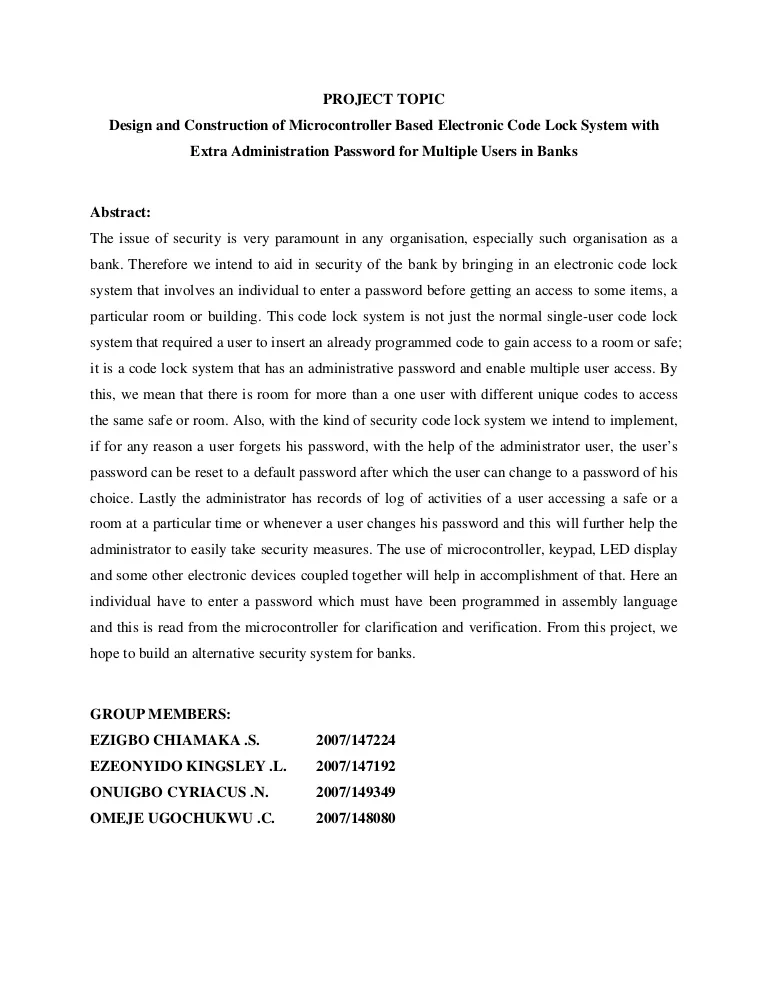 PROJECT TOPIC
Design and Construction of Microcontroller Based Electronic Code Lock System with
Extra Administration Password for Multiple Users in Banks
Abstract:
The issue of security is very paramount in any organisation, especially such organisation as a
bank. Therefore we intend to aid in security of the bank by bringing in an electronic code lock
system that involves an individual to enter a password before getting an access to some items, a
particular room or building. This code lock system is not just the normal single-user code lock
system that required a user to insert an already programmed code to gain access to a room or safe;
it is a code lock system that has an administrative password and enable multiple user access. By
this, we mean that there is room for more than a one user with different unique codes to access
the same safe or room. Also, with the kind of security code lock system we intend to implement,
if for any reason a user forgets his password, with the help of the administrator user, the user's
password can be reset to a default password after which the user can change to a password of his
choice. Lastly the administrator has records of log of activities of a user accessing a safe or a
room at a particular time or whenever a user changes his password and this will further help the
administrator to easily take security measures. The use of microcontroller, keypad, LED display
and some other electronic devices coupled together will help in accomplishment of that. Here an
individual have to enter a password which must have been programmed in assembly language
and this is read from the microcontroller for clarification and verification. From this project, we
hope to build an alternative security system for banks.
GROUP MEMBERS:
EZIGBO CHIAMAKA .S. 2007/147224
EZEONYIDO KINGSLEY .L. 2007/147192
ONUIGBO CYRIACUS .N. 2007/149349
OMEJE UGOCHUKWU .C. 2007/148080